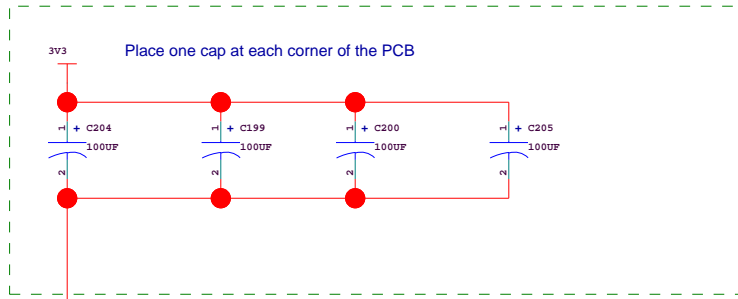 3V3
Place one cap at each corner of the PCB
1 + C204
100UF
2
1 + C199
100UF
2
1 + C200
100UF
2
1 + C205
100UF
2